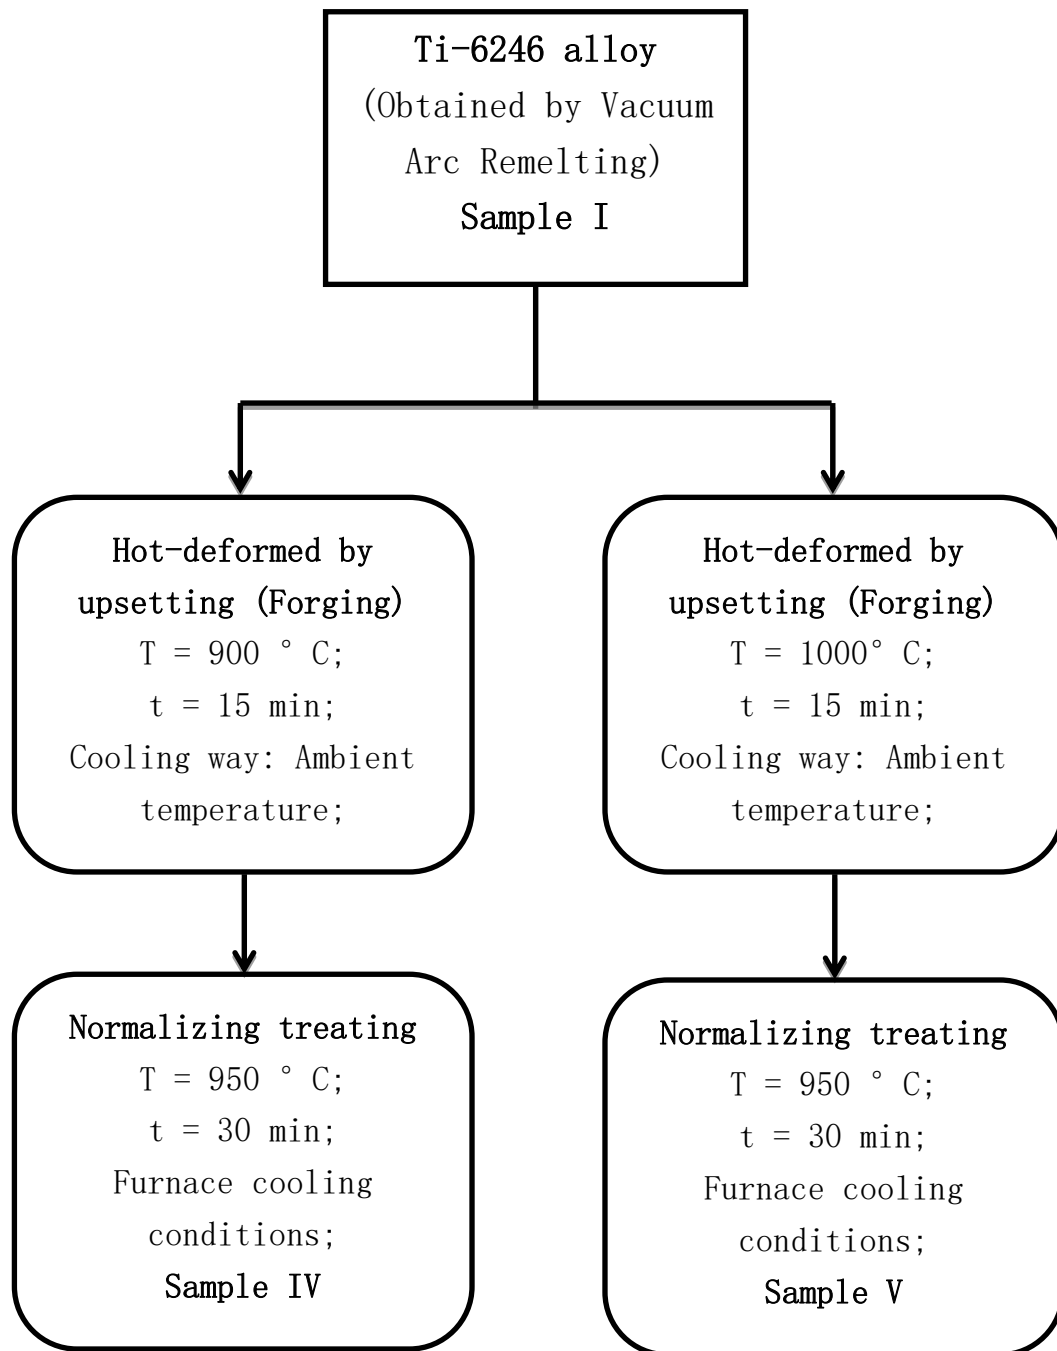 Ti-6246 alloy
(Obtained by Vacuum
Arc Remelting)
Sample I
Hot-deformed by
upsetting (Forging)
T = 900 ° C;
t = 15 min;
Cooling way: Ambient
temperature;
Hot-deformed by
upsetting (Forging)
T = 1000° C;
t = 15 min;
Cooling way: Ambient
temperature;
Normalizing treating
T = 950 ° C;
t = 30 min;
Furnace cooling
conditions;
Sample IV
Normalizing treating
T = 950 ° C;
t = 30 min;
Furnace cooling
conditions;
Sample V